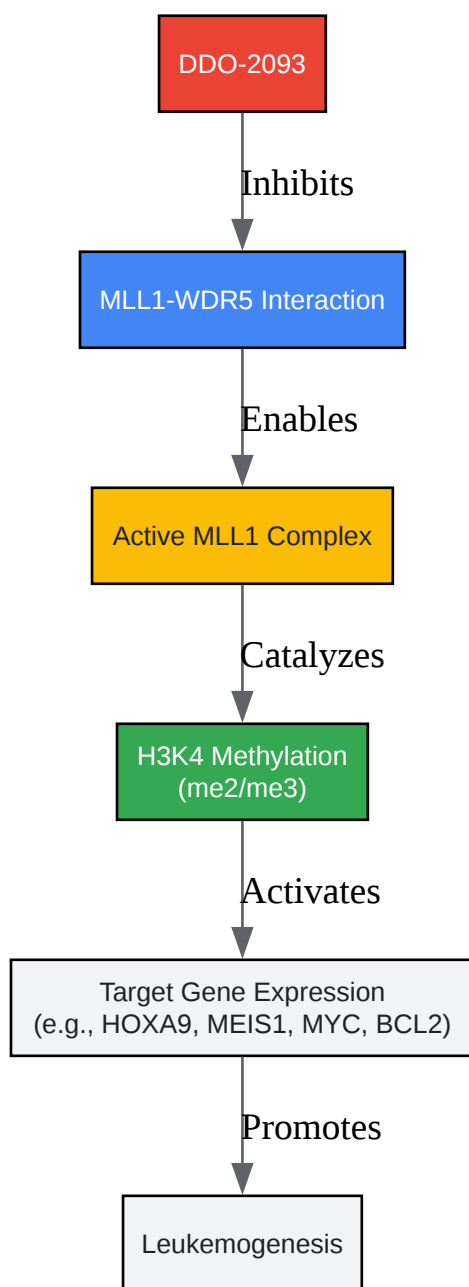 DDO-2093
Inhibits
MLL1-WDR5 Interaction
Enables
Active MLL1 Complex
Catalyzes
H3K4 Methylation
(me2/me3)
Activates
Target Gene Expression
(e.g., HOXA9, MEIS1, MYC, BCL2)
Promotes
Leukemogenesis